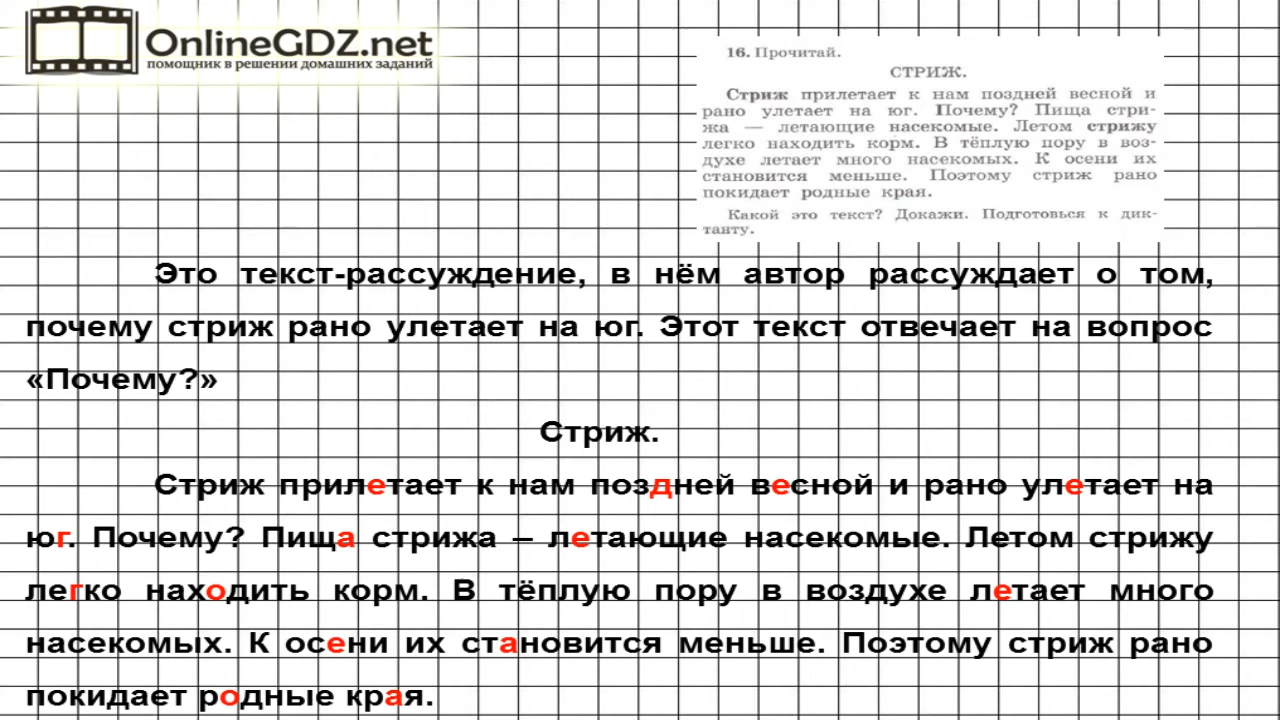 OnlineGDZ.net
помощник в решении домашних заданий
16. Прочитай.
СТРИЖ.
Стриж прилетает к нам поздней весной и
рано улетает на юг. Почему? Пища стри-
жа — летающие насекомые. Летом стрижу
легко находить корм. В тёплую пору в воз-
духе летает много насекомых. К осени их
становится меньше. Поэтому стриж рано
покидает родные края.
Какой это текст? Докажи. Подготовься к дик-
танту.
Это текст-рассуждение, в нём автор рассуждает о том,
почему стриж рано улетает на юг. Этот текст отвечает на вопрос
«Почему?»
Стриж.
Стриж прилетает к нам поздней весной и рано улетает на
юг. Почему? Пища стрижа – летающие насекомые. Летом стрижу
легко находить корм. В тёплую пору в воздухе летает много
насекомых. К осени их становится меньше. Поэтому стриж рано
покидает родные края.